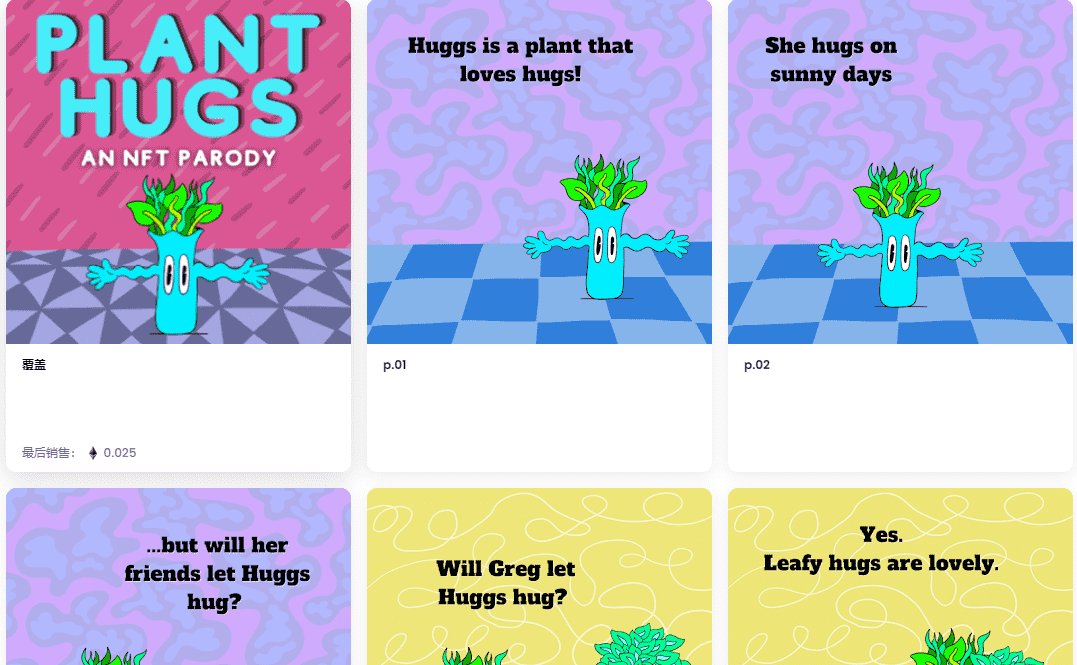 PLANT
HUGS
AN NFT PARODY
覆盖
最后销售: 0.025
Huggs is a plant that
loves hugs!
p.01
She hugs on
sunny days
p.02
...but will her
friends let Huggs
hug?
Will Greg let
Huggs hug?
Yes.
Leafy hugs are lovely.